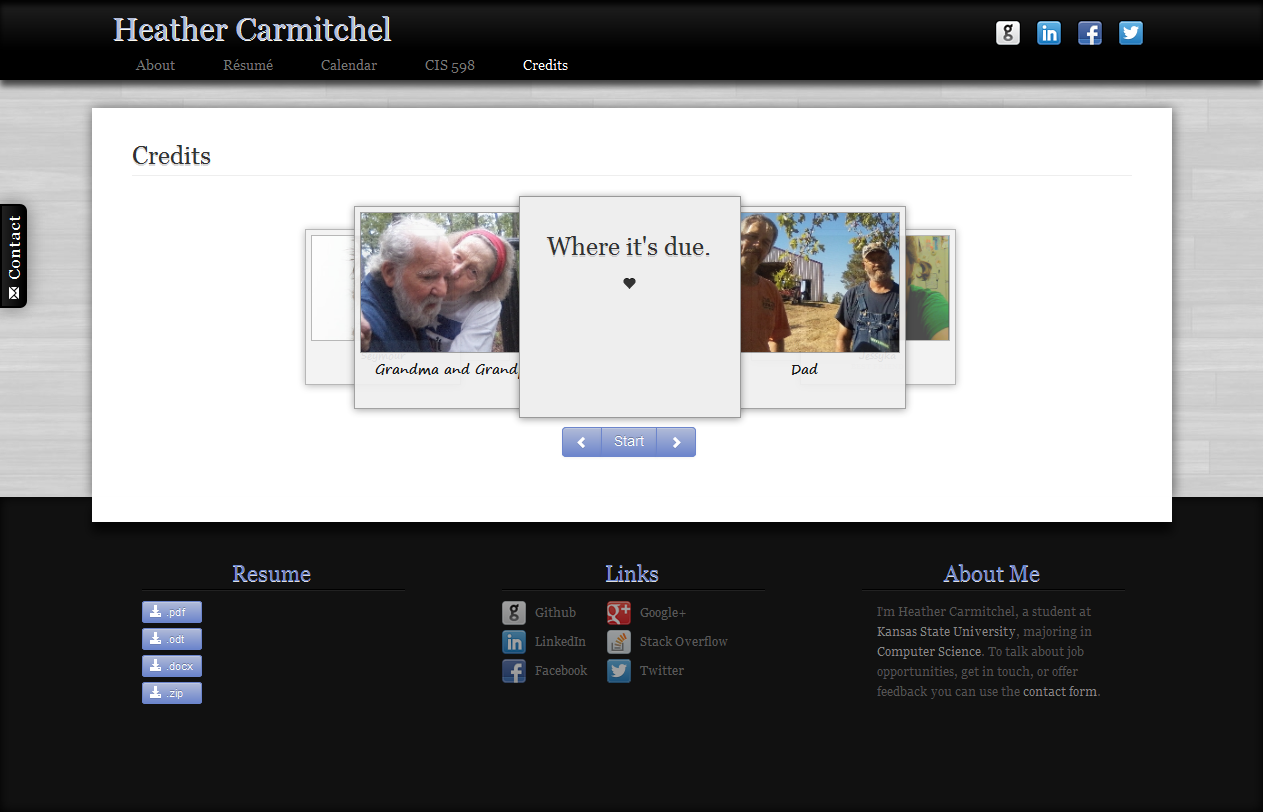 Heather Carmitchel
About Résumé Calendar CIS 598 Credits
Contact
Credits
Where it's due.
Grandma and Grand
Dad
Start
Resume
.pdf
.odt
.docx
.zip
Links
Github Google+
LinkedIn Stack Overflow
Facebook Twitter
About Me
I'm Heather Carmitchel, a student at
Kansas State University, majoring in
Computer Science. To talk about job
opportunities, get in touch, or offer
feedback you can use the contact form.